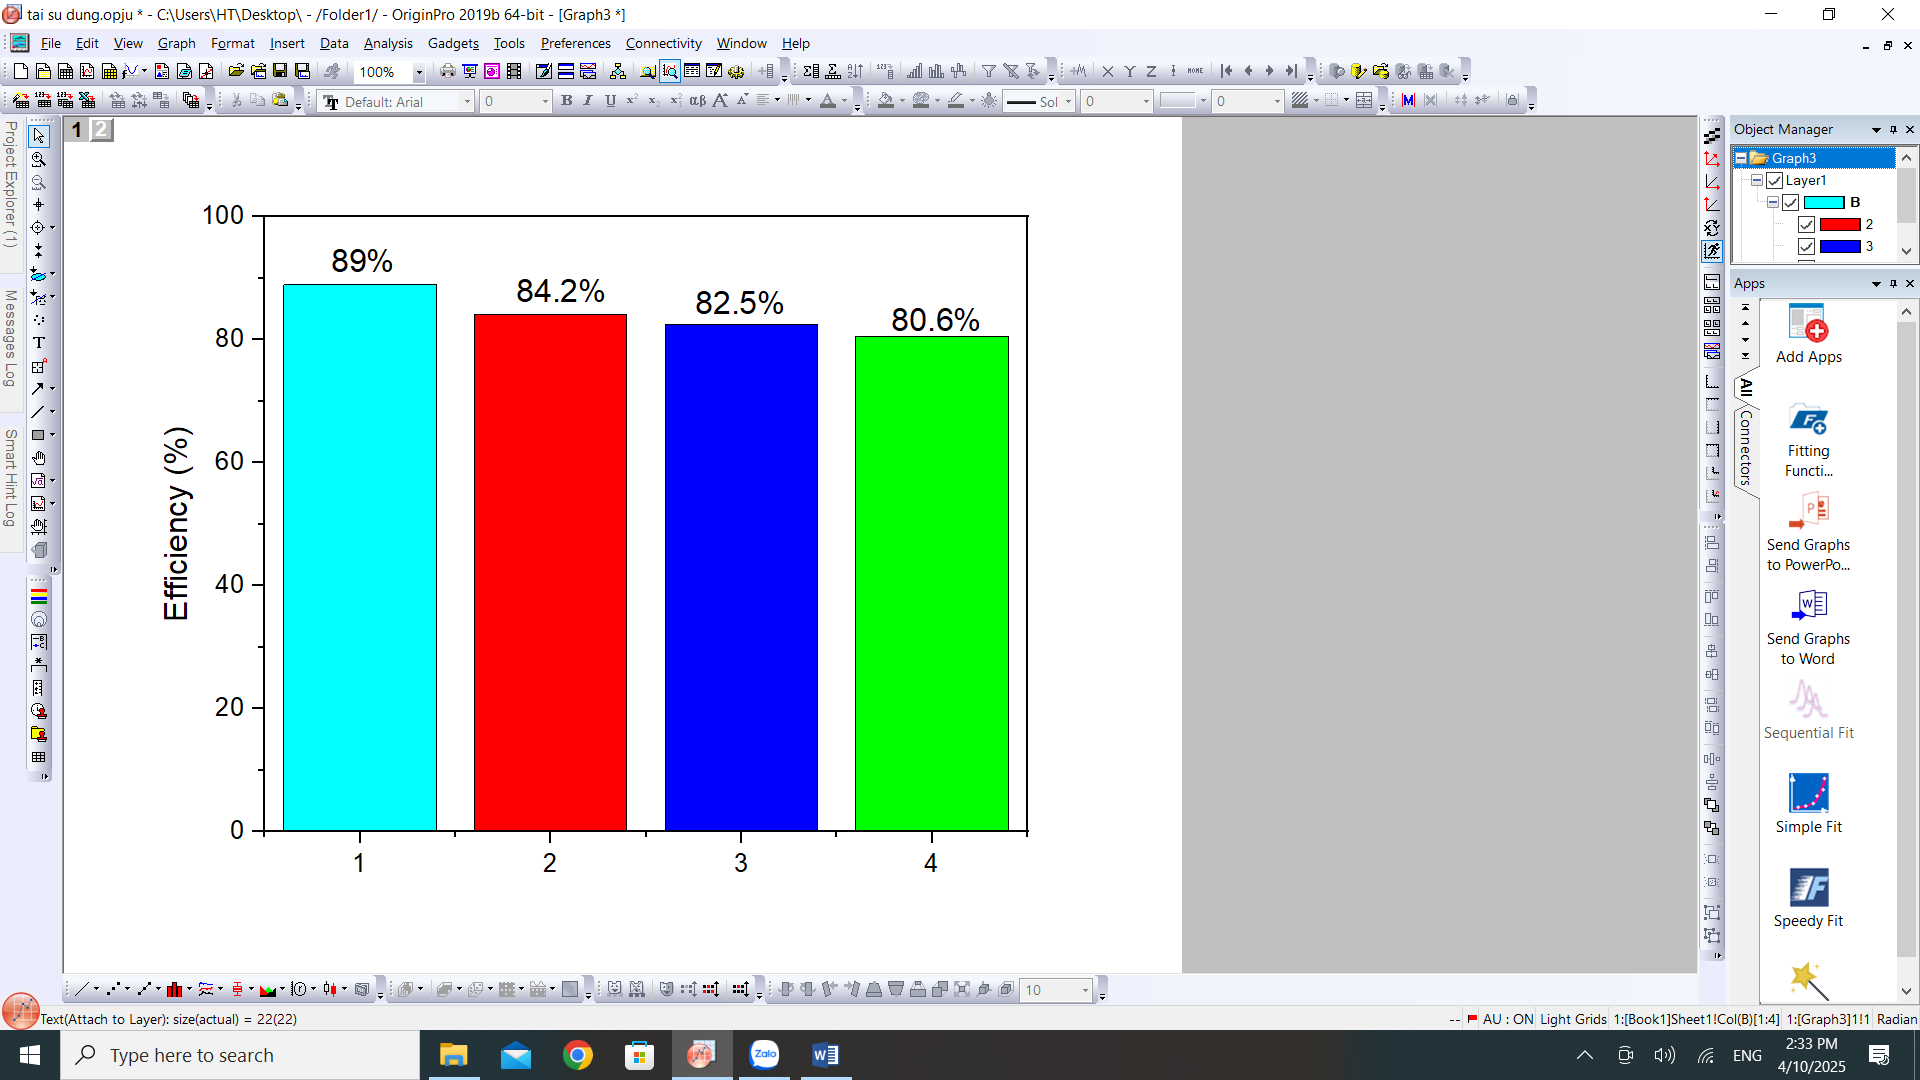 tai su dung.opju * - C:\Users\HT\Desktop\ - /Folder1/ - OriginPro 2019b 64-bit - [Graph3 *]
File Edit View Graph Format Insert Data Analysis Gadgets Tools Preferences Connectivity Window Help
100%
Default: Arial 0 B I U Sol 0 0
Project Explorer (1)
Messages Log
Smart Hint Log
1 2
Efficiency (%)
100
80
60
40
20
0
89%
84.2%
82.5%
80.6%
1 2 3 4
Object Manager
Graph3
Layer1
B
2
3
Apps
All
Connectors
Add Apps
Fitting
Functi...
Send Graphs
to PowerPo...
Send Graphs
to Word
Sequential Fit
Simple Fit
Speedy Fit
10
Text(Attach to Layer): size(actual) = 22(22)
-- AU : ON Light Grids 1:[Book1]Sheet1!Col(B)[1:4] 1:[Graph3]1!1 Radian
Type here to search
Zalo
ENG
2:33 PM
4/10/2025